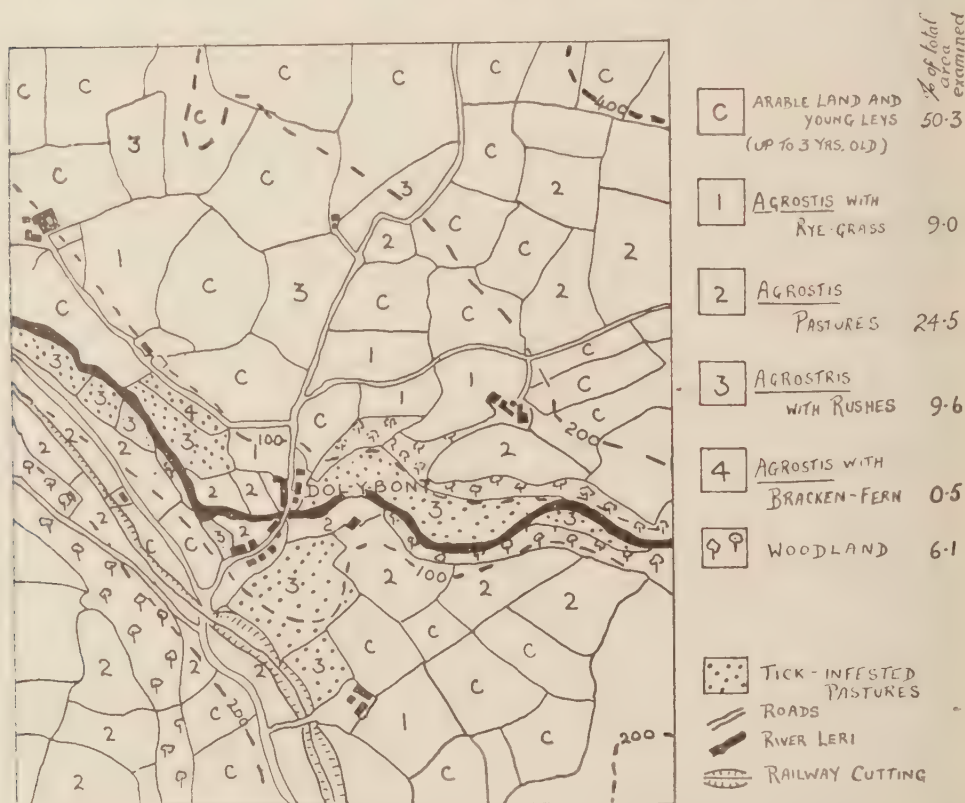 % of total
area
examined
C
ARABLE LAND AND
YOUNG LEYS
(UP TO 3 YRS. OLD)
50·3
1
AGROSTIS WITH
RYE-GRASS
9·0
2
AGROSTIS
PASTURES
24·5
3
AGROSTRIS
WITH RUSHES
9·6
4
AGROSTIS WITH
BRACKEN-FERN
0·5
WOODLAND
6·1
TICK-INFESTED
PASTURES
ROADS
RIVER LERI
RAILWAY CUTTING
C C C C C
400
C C
3 C
C C 3 C 2
1 2 C C 2
C 3 C C 2
1 C
C 1 1 C
3 4 C C
3 3 3 1 100 200
2 2 2 2 2
DOL-Y-BONT
2 C C 3 2 2 3 3
3 1 2 100 2 2
2 2 2 3 C C
2 C 200 1 C
2 C C C 200